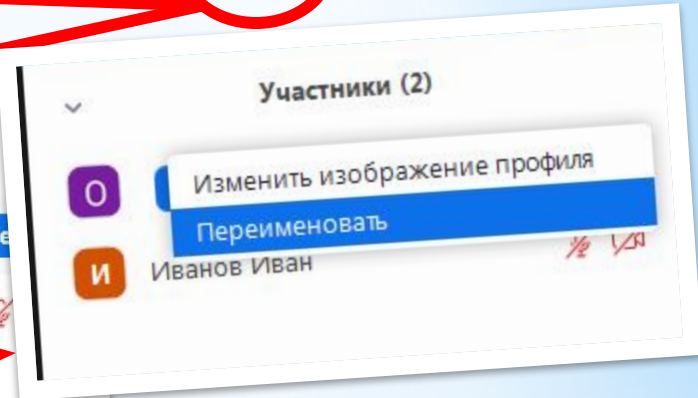 Участники (2)
О
Изменить изображение профиля
Переименовать
И Иванов Иван